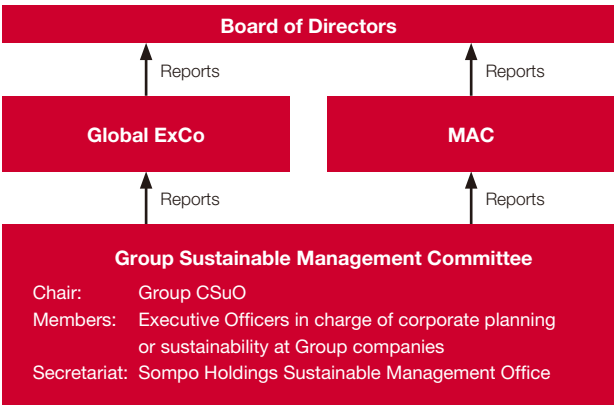 Board of Directors
Reports
Reports
Global ExCo
MAC
Reports
Reports
Group Sustainable Management Committee
Chair: Group CSuO
Members: Executive Officers in charge of corporate planning
or sustainability at Group companies
Secretariat: Sompo Holdings Sustainable Management Office